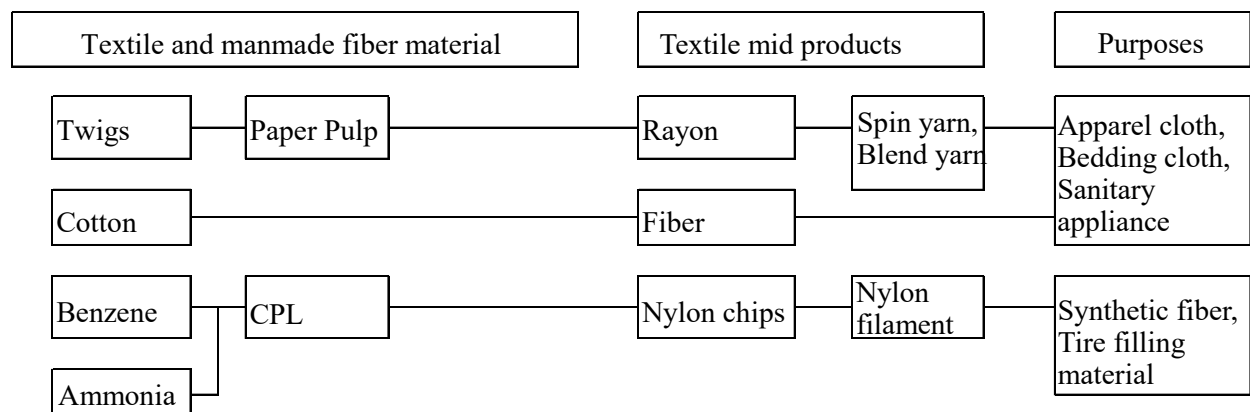 Textile and manmade fiber material
Textile mid products
Purposes
Twigs
Paper Pulp
Rayon
Spin yarn,
Blend yarn
Apparel cloth,
Bedding cloth,
Sanitary
appliance
Cotton
Fiber
Benzene
CPL
Nylon chips
Nylon
filament
Synthetic fiber,
Tire filling
material
Ammonia